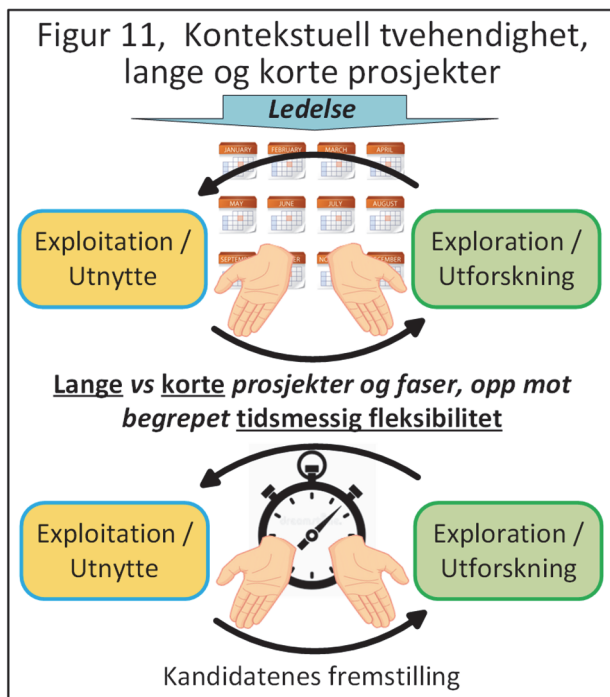 Figur 11, Kontekstuell tvehendighet,
lange og korte prosjekter
Ledelse
JANUARY FEBRUARY MARCH APRIL
MAY JUNE JULY AUGUST
Exploitation /
Utnytte
Exploration /
Utforskning
Lange vs korte prosjekter og faser, opp mot
begrepet tidsmessig fleksibilitet
Exploitation /
Utnytte
Exploration /
Utforskning
Kandidatenes fremstilling